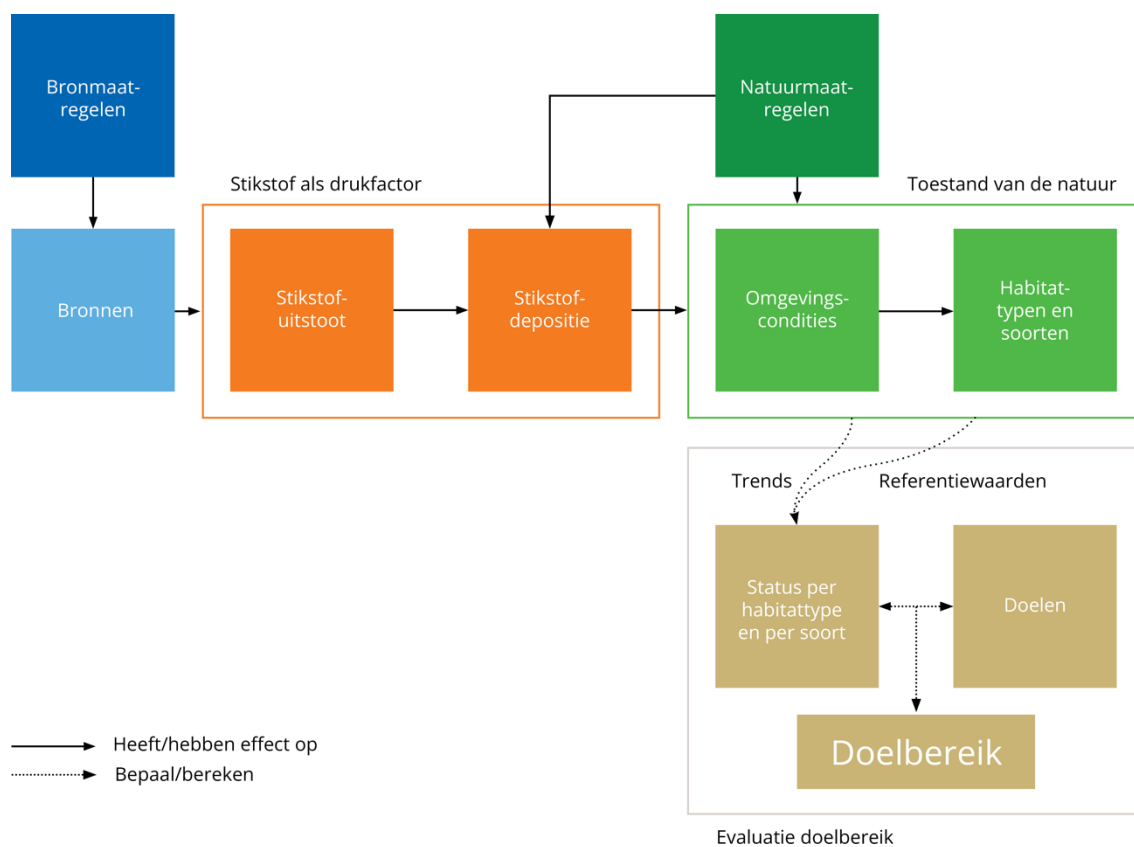 Bronmaat-
regelen
Natuurmaat-
regelen
Stikstof als drukfactor
Toestand van de natuur
Bronnen
Stikstof-
uitstoot
Stikstof-
depositie
Omgevings-
condities
Habitat-
typen en
soorten
Trends
Referentiewaarden
Status per
habitattype
en per soort
Doelen
Doelbereik
Heeft/hebben effect op
Bepaal/bereken
Evaluatie doelbereik